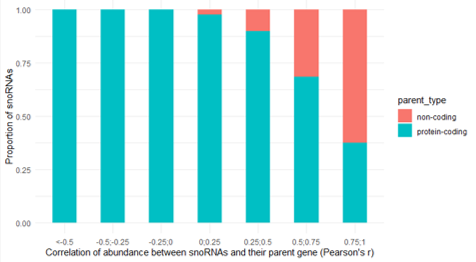 1.00
0.75
0.50
0.25
0.00
Proportion of snoRNAs
<-0.5
-0.5;-0.25
-0.25;0
0;0.25
0.25;0.5
0.5;0.75
0.75;1
Correlation of abundance between snoRNAs and their parent gene (Pearson's r)
parent_type
non-coding
protein-coding